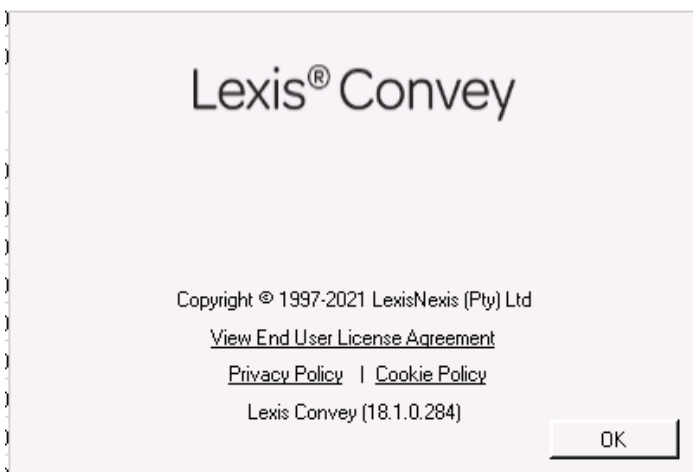 Lexis® Convey
Copyright © 1997-2021 LexisNexis (Pty) Ltd
View End User License Agreement
Privacy Policy | Cookie Policy
Lexis Convey (18.1.0.284)
OK